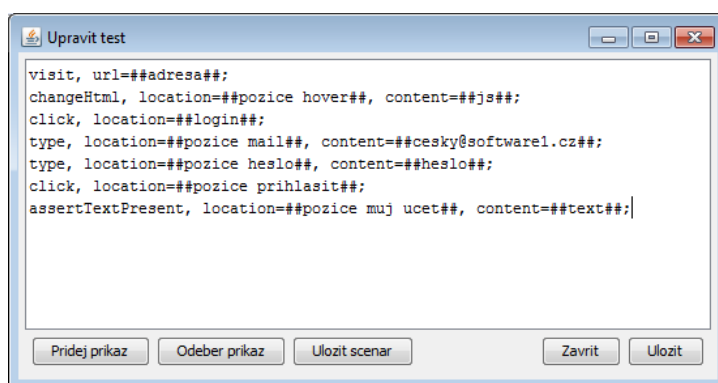 Upravit test
visit, url=##adresa##;
changeHtml, location=##pozice hover##, content=##js##;
click, location=##login##;
type, location=##pozice mail##, content=##cesky@software1.cz##;
type, location=##pozice heslo##, content=##heslo##;
click, location=##pozice prihlasit##;
assertTextPresent, location=##pozice muj ucet##, content=##text##;
Pridej prikaz Odeber prikaz Ulozit scenar Zavrit Ulozit